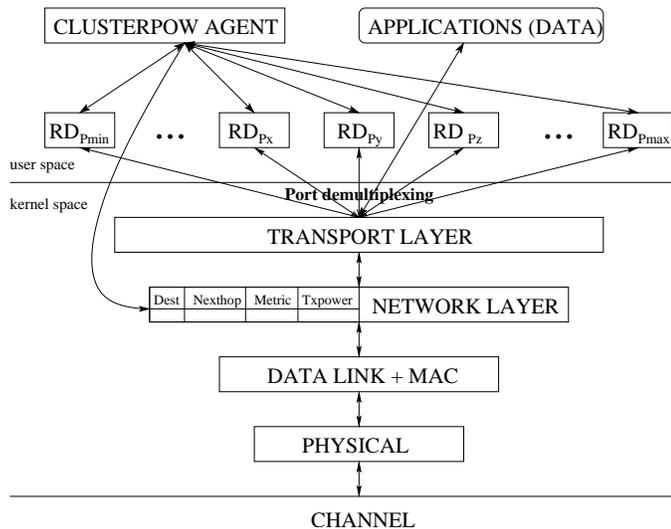 CLUSTERPOW AGENT
APPLICATIONS (DATA)
RDPmin
...
RDPx
RDPy
RDPz
...
RDPmax
user space
kernel space
Port demultiplexing
TRANSPORT LAYER
Dest Nexthop Metric Txpower
NETWORK LAYER
DATA LINK + MAC
PHYSICAL
CHANNEL